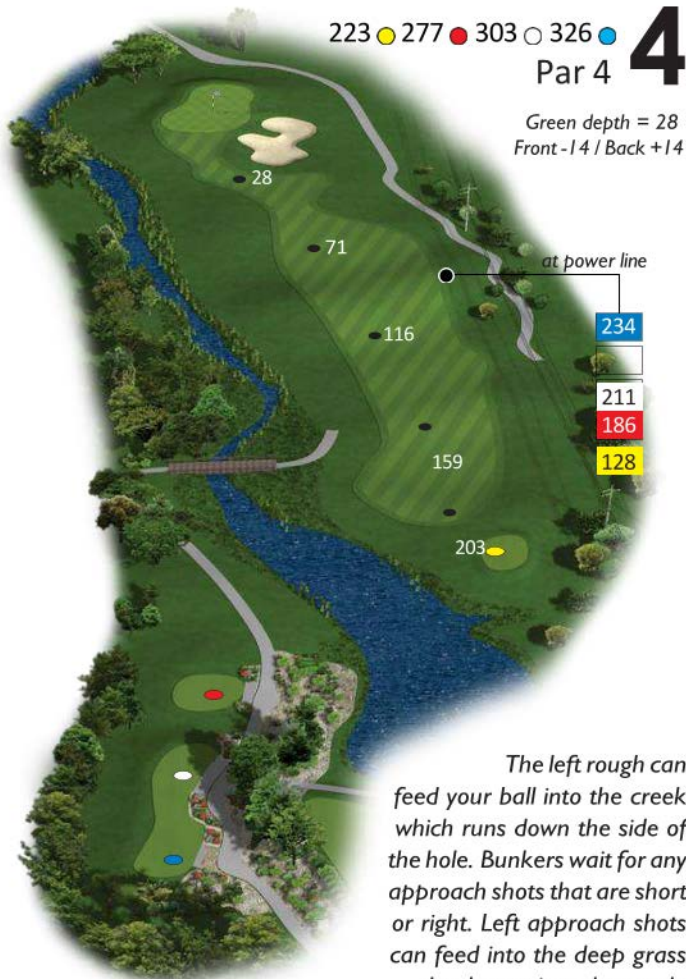 223 277 303 326 4
Par 4
Green depth = 28
Front -14 / Back +14
28
71
at power line
234
116
211
186
128
159
203
The left rough can
feed your ball into the creek
which runs down the side of
the hole. Bunkers wait for any
approach shots that are short
or right. Left approach shots
can feed into the deep grass